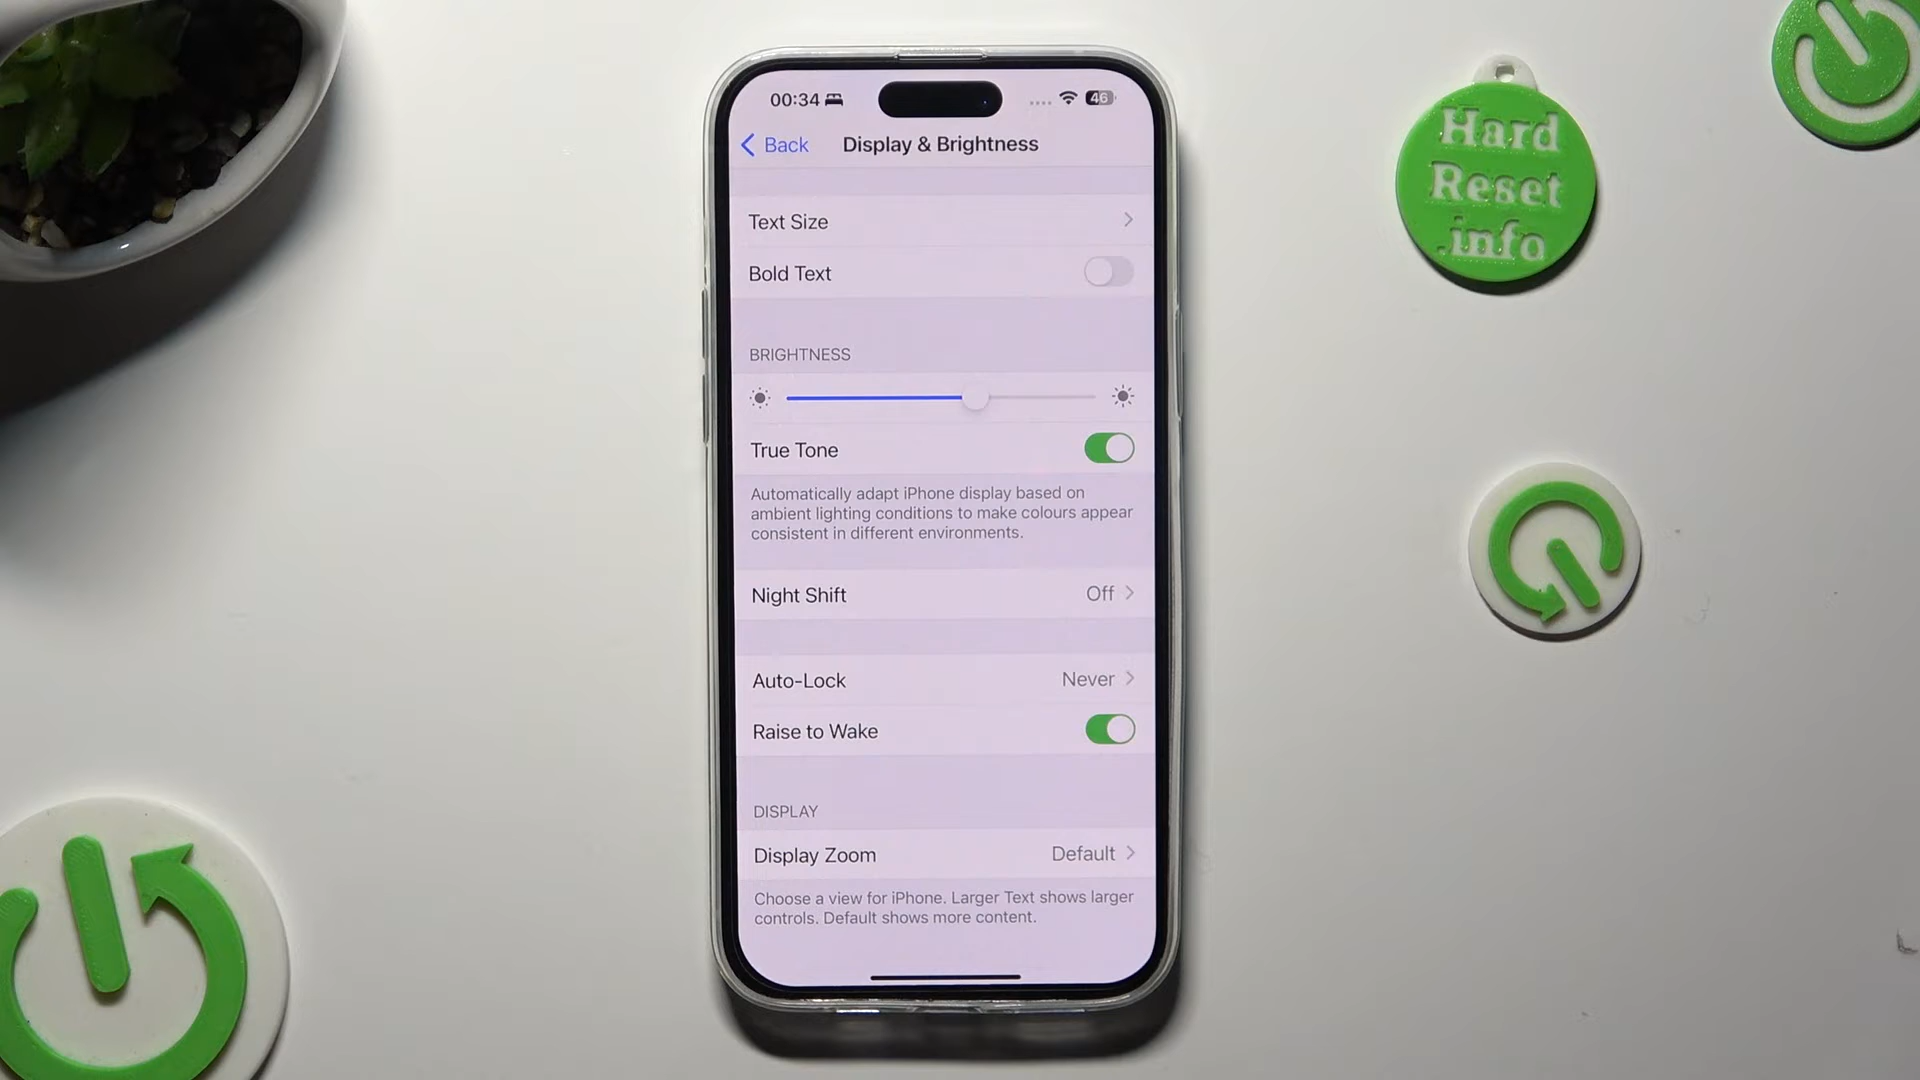 00:34
46
Back
Display & Brightness
Text Size
Bold Text
BRIGHTNESS
True Tone
Automatically adapt iPhone display based on
ambient lighting conditions to make colours appear
consistent in different environments.
Night Shift Off
Auto-Lock Never
Raise to Wake
DISPLAY
Display Zoom Default
Choose a view for iPhone. Larger Text shows larger
controls. Default shows more content.
Hard
Reset
.info